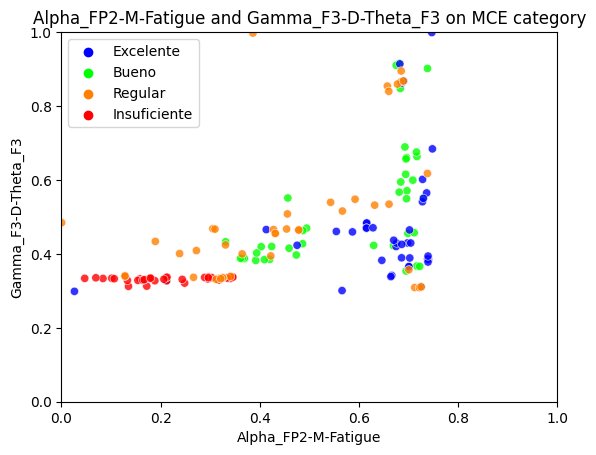 Alpha_FP2-M-Fatigue and Gamma_F3-D-Theta_F3 on MCE category
Excelente
Bueno
Regular
Insuficiente
Gamma_F3-D-Theta_F3
1.0
0.8
0.6
0.4
0.2
0.0
0.0 0.2 0.4 0.6 0.8 1.0
Alpha_FP2-M-Fatigue